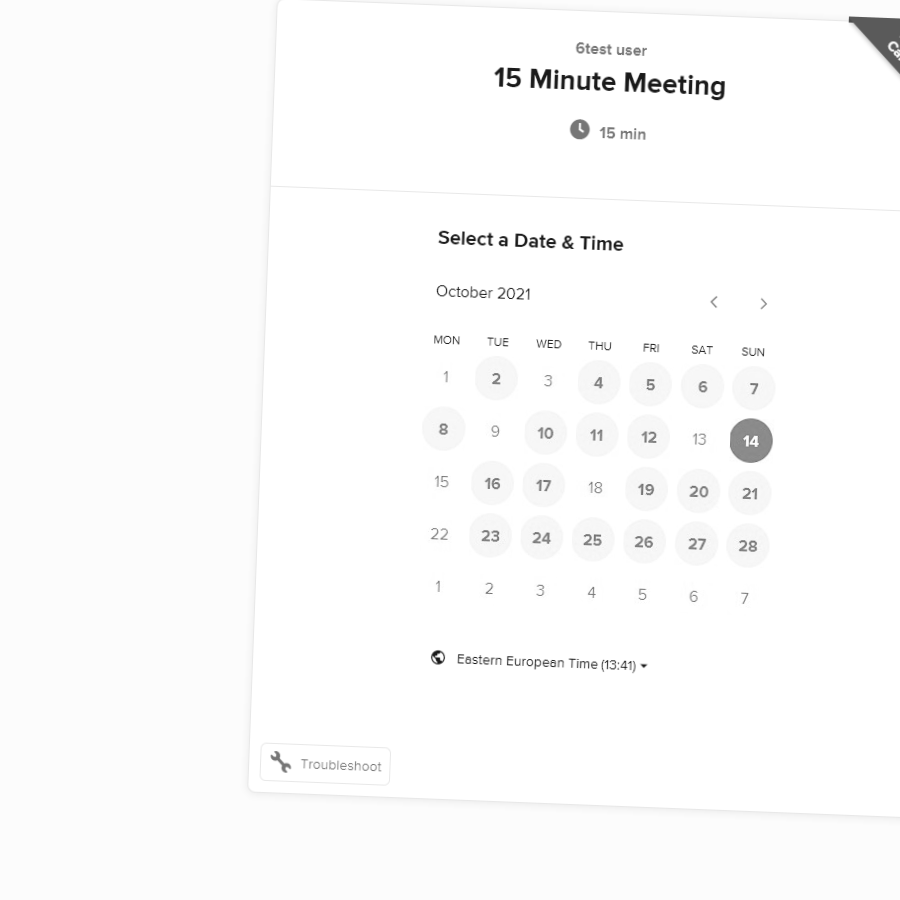 6test user
15 Minute Meeting
15 min
Select a Date & Time
October 2021
MON TUE WED THU FRI SAT SUN
1 2 3 4 5 6 7
8 9 10 11 12 13 14
15 16 17 18 19 20 21
22 23 24 25 26 27 28
1 2 3 4 5 6 7
Eastern European Time (13:41)
Troubleshoot